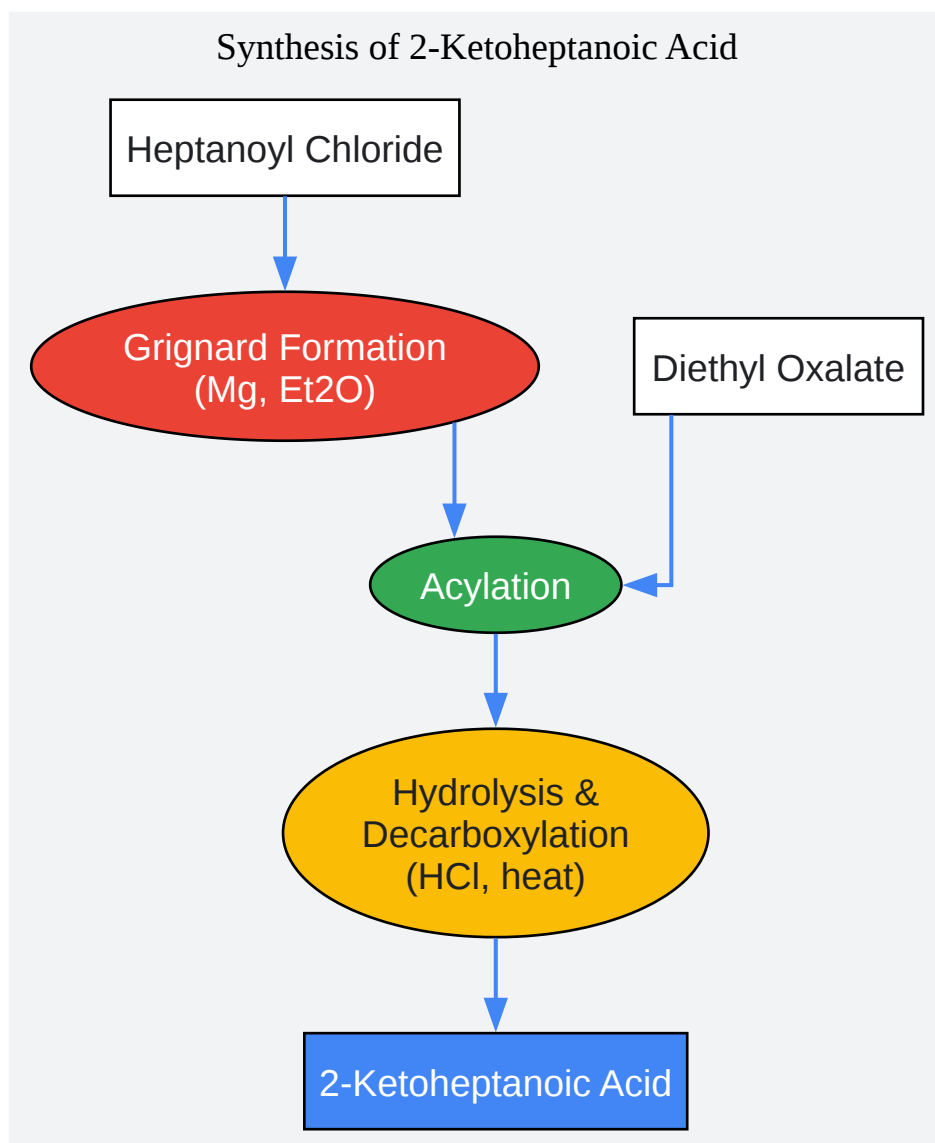 Synthesis of 2-Ketoheptanoic Acid
Heptanoyl Chloride
Grignard Formation
(Mg, Et2O)
Diethyl Oxalate
Acylation
Hydrolysis &
Decarboxylation
(HCl, heat)
2-Ketoheptanoic Acid